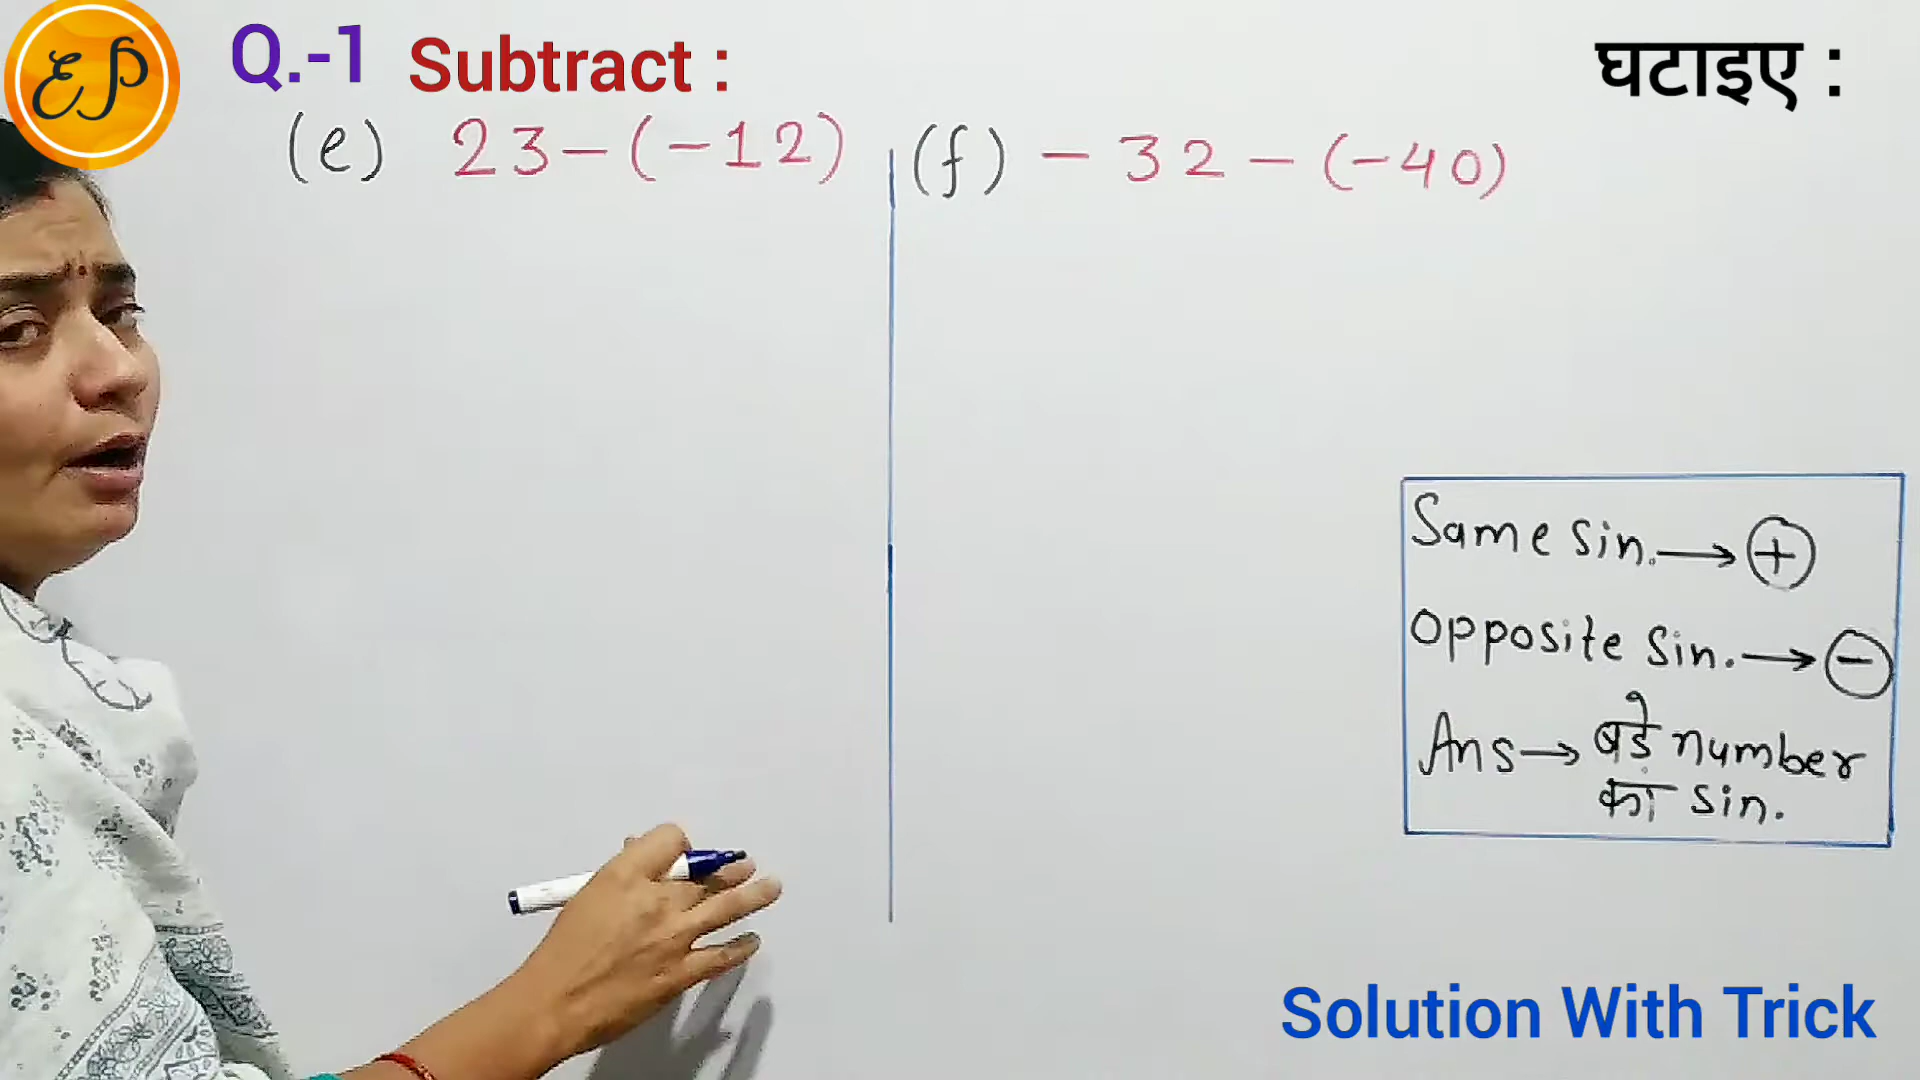 EP
Q.-1 Subtract :
घटाइए :
(e) 23-(-12)
(f) - 32 - (-40)
Same sin. → +
Opposite sin. → -
Ans → बड़े number
का sin.
Solution With Trick